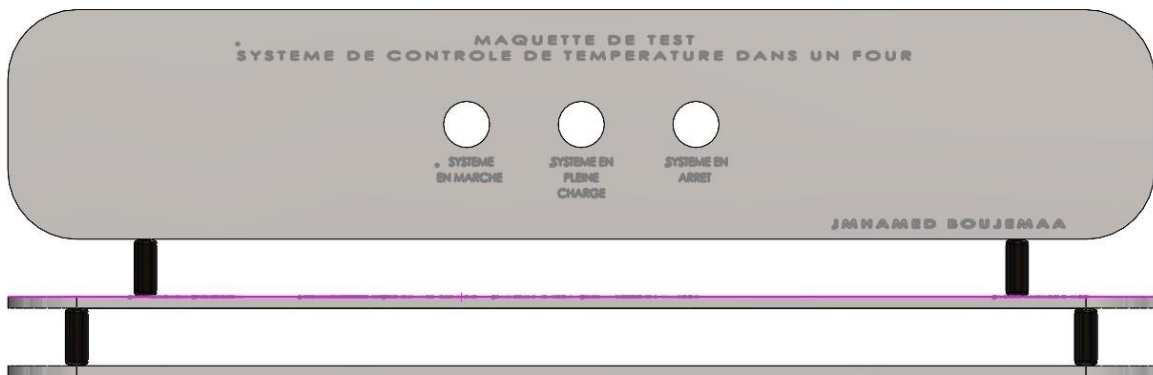 MAQUETTE DE TEST
SYSTEME DE CONTROLE DE TEMPERATURE DANS UN FOUR
SYSTEME
EN MARCHE
SYSTEME EN
PLEINE
CHARGE
SYSTEME EN
ARRET
JMHAMED BOUJEMAA